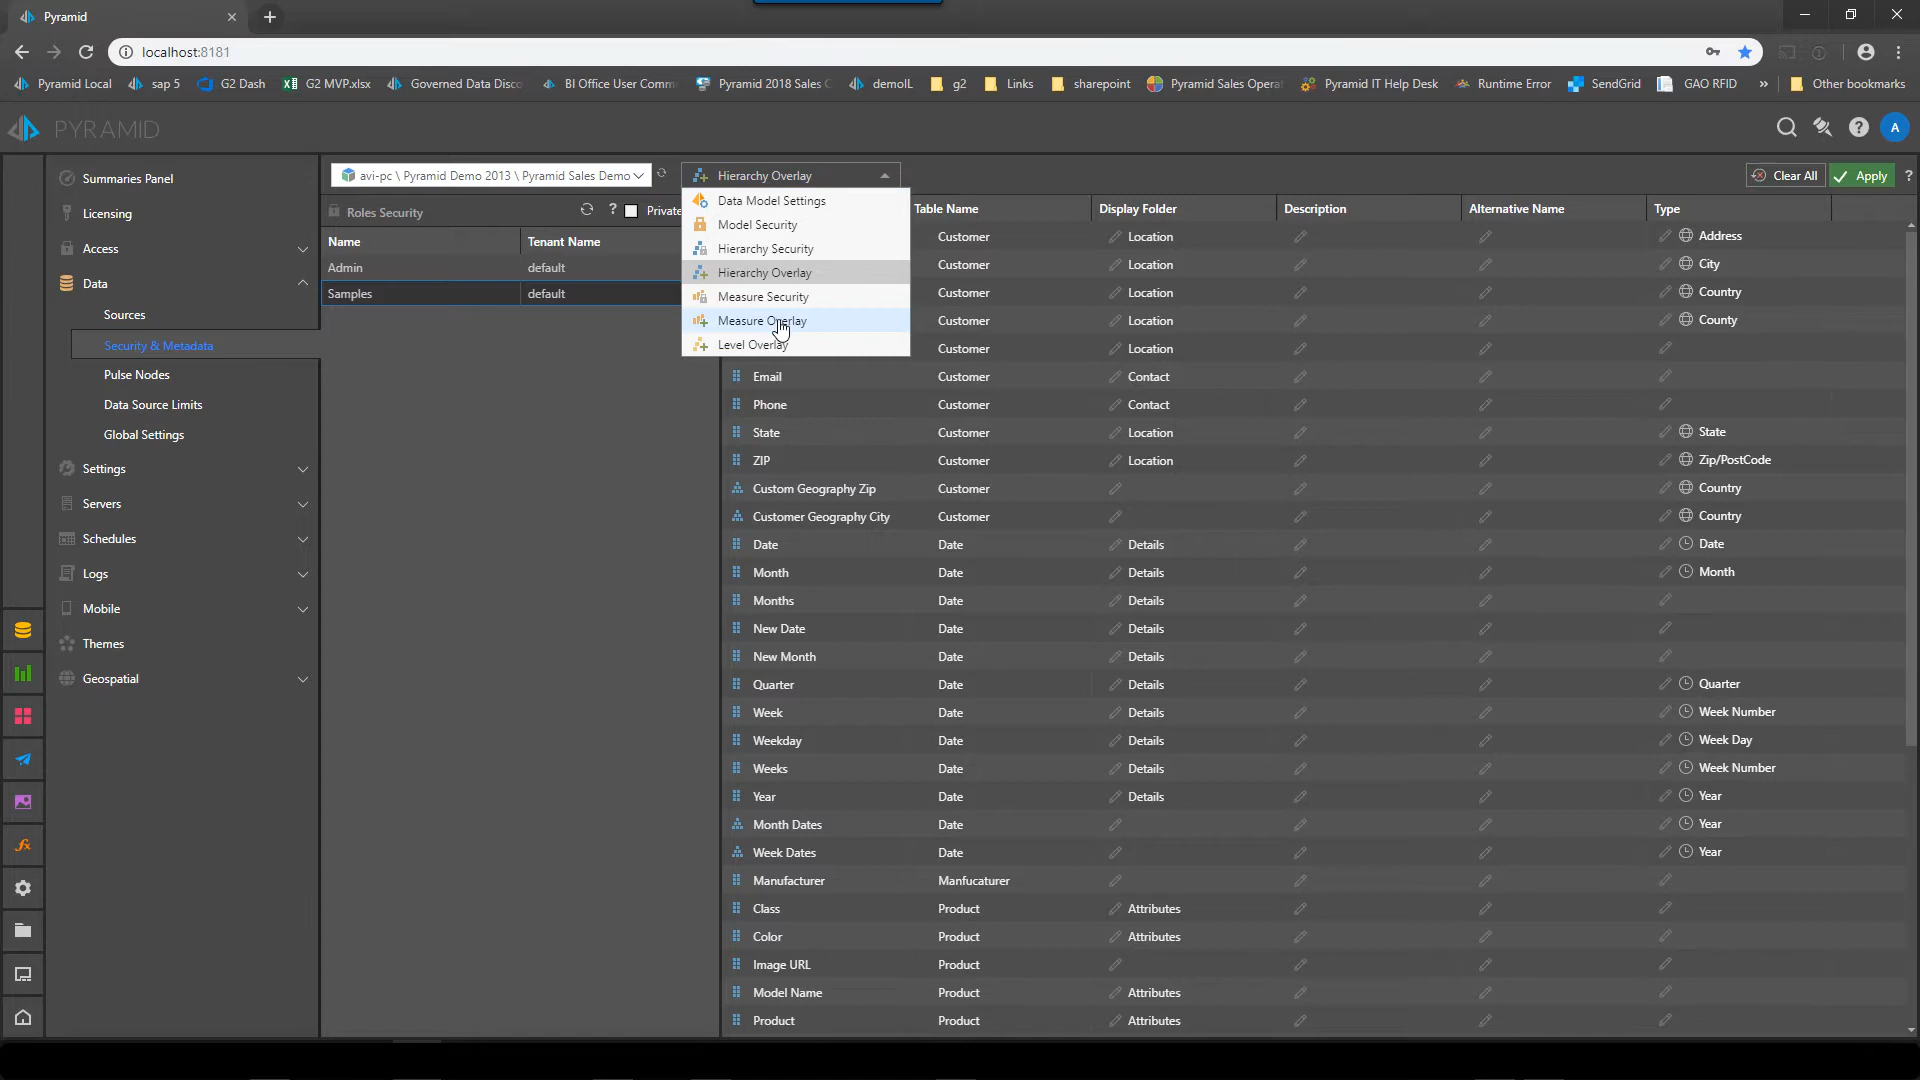 Pyramid
localhost:8181
Pyramid Local
sap 5
G2 Dash
G2 MVP.xlsx
Governed Data Disco
BI Office User Comm
Pyramid 2018 Sales C
demoIL
g2
Links
sharepoint
Pyramid Sales Opera
Pyramid IT Help Desk
Runtime Error
SendGrid
GAO RFID
»
Other bookmarks
PYRAMID
? A
Summaries Panel
Licensing
Access
Data
Sources
Security & Metadata
Pulse Nodes
Data Source Limits
Global Settings
Settings
Servers
Schedules
Logs
Mobile
Themes
Geospatial
avi-pc \ Pyramid Demo 2013 \ Pyramid Sales Demo
Hierarchy Overlay
Clear All
Apply
?
Roles Security
?
Private
Name Tenant Name
Admin default
Samples default
Data Model Settings
Model Security
Hierarchy Security
Hierarchy Overlay
Measure Security
Measure Overlay
Level Overlay
Table Name Display Folder Description Alternative Name Type
Customer Location Address
Customer Location City
Customer Location Country
Customer Location County
Customer Location
Email Customer Contact
Phone Customer Contact
State Customer Location State
ZIP Customer Location Zip/PostCode
Custom Geography Zip Customer Country
Customer Geography City Customer Country
Date Date Details Date
Month Date Details Month
Months Date Details
New Date Date Details
New Month Date Details
Quarter Date Details Quarter
Week Date Details Week Number
Weekday Date Details Week Day
Weeks Date Details Week Number
Year Date Details Year
Month Dates Date Year
Week Dates Date Year
Manufacturer Manfucaturer
Class Product Attributes
Color Product Attributes
Image URL Product
Model Name Product Attributes
Product Product Attributes
fx